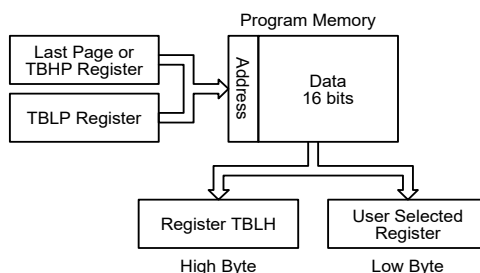 Program Memory
Last Page or
TBHP Register
TBLP Register
Address
Data
16 bits
Register TBLH
User Selected
Register
High Byte
Low Byte